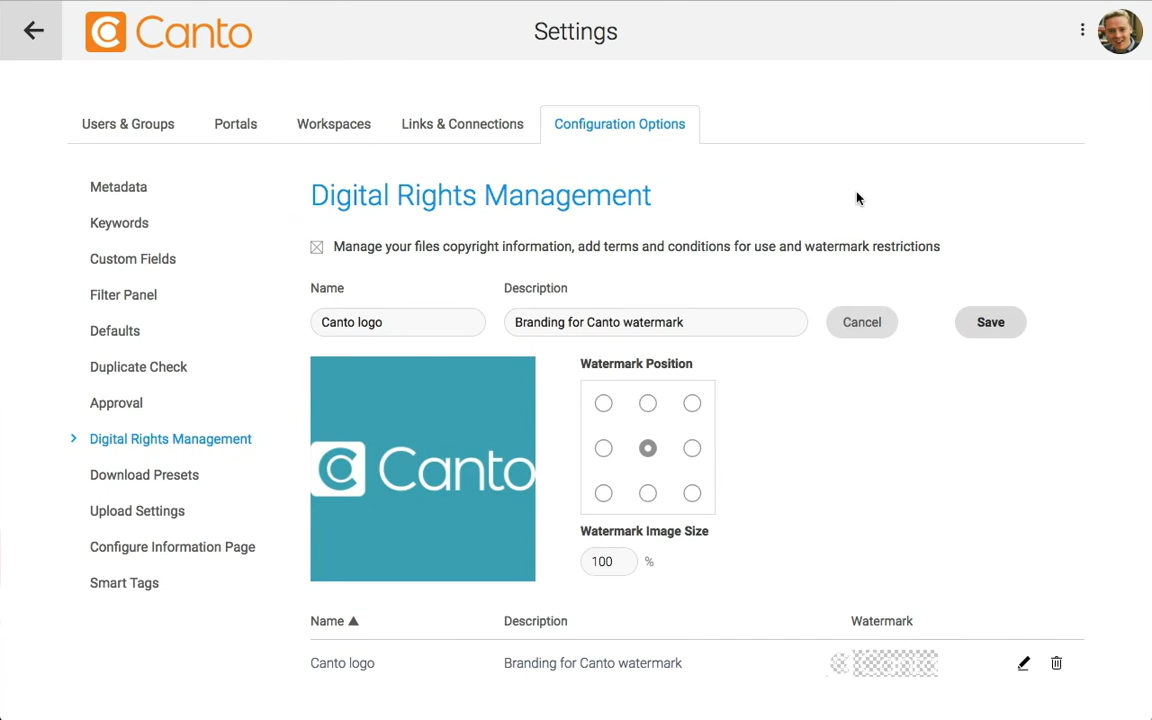 Canto
Settings
Users & Groups
Portals
Workspaces
Links & Connections
Configuration Options
Metadata
Keywords
Custom Fields
Filter Panel
Defaults
Duplicate Check
Approval
Digital Rights Management
Download Presets
Upload Settings
Configure Information Page
Smart Tags
Digital Rights Management
Manage your files copyright information, add terms and conditions for use and watermark restrictions
Name
Description
Canto logo
Branding for Canto watermark
Cancel
Save
Canto
Watermark Position
Watermark Image Size
100 %
Name ▲
Description
Watermark
Canto logo
Branding for Canto watermark